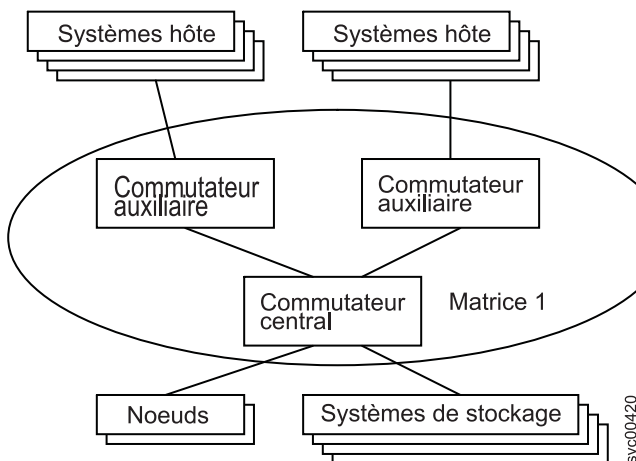 Systèmes hôte
Systèmes hôte
Commutateur
auxiliaire
Commutateur
auxiliaire
Commutateur
central
Matrice 1
Noeuds
Systèmes de stockage
svc00420